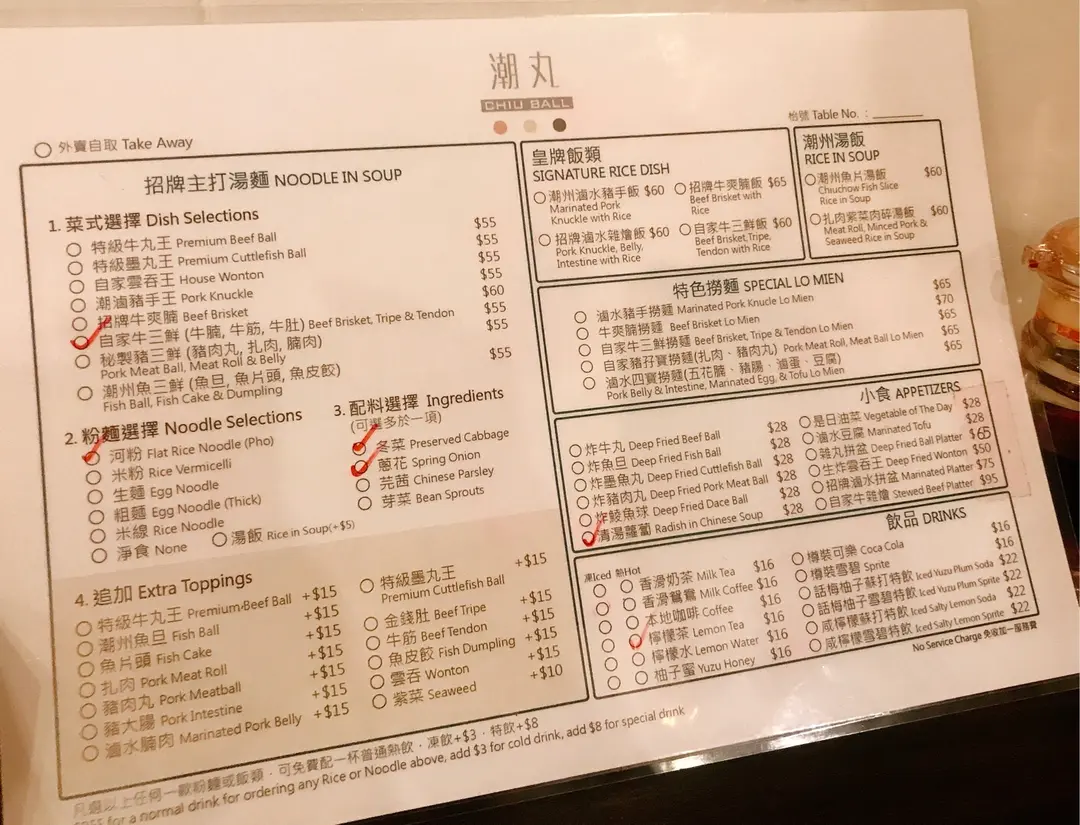 潮丸
CHIU BALL
外賣自取 Take Away
枱號 Table No. :
招牌主打湯麵 NOODLE IN SOUP
1. 菜式選擇 Dish Selections
特級牛丸王 Premium Beef Ball $55
特級墨丸王 Premium Cuttlefish Ball $55
自家雲吞王 House Wonton $55
潮滷豬手王 Pork Knuckle $55
招牌牛爽腩 Beef Brisket $60
自家牛三鮮 (牛腩, 牛筋, 牛肚) Beef Brisket, Tripe & Tendon $55
秘製豬三鮮 (豬肉丸, 扎肉, 腩肉) $55
Pork Meat Ball, Meat Roll & Belly
潮州魚三鮮 (魚旦, 魚片頭, 魚皮餃) $55
Fish Ball, Fish Cake & Dumpling
2. 粉麵選擇 Noodle Selections
河粉 Flat Rice Noodle (Pho)
米粉 Rice Vermicelli
生麵 Egg Noodle
粗麵 Egg Noodle (Thick)
米線 Rice Noodle
淨食 None
湯飯 Rice in Soup(+$5)
3. 配料選擇 Ingredients
(可選多於一項)
冬菜 Preserved Cabbage
蔥花 Spring Onion
芫茜 Chinese Parsley
芽菜 Bean Sprouts
4. 追加 Extra Toppings
特級牛丸王 Premium Beef Ball +$15
潮州魚旦 Fish Ball +$15
魚片頭 Fish Cake +$15
扎肉 Pork Meat Roll +$15
豬肉丸 Pork Meatball +$15
豬大腸 Pork Intestine +$15
滷水腩肉 Marinated Pork Belly +$15
特級墨丸王 +$15
Premium Cuttlefish Ball
金錢肚 Beef Tripe +$15
牛筋 Beef Tendon +$15
魚皮餃 Fish Dumpling +$15
雲吞 Wonton +$15
紫菜 Seaweed +$10
皇牌飯類
SIGNATURE RICE DISH
潮州滷水豬手飯 $60
Marinated Pork
Knuckle with Rice
招牌滷水雜燴飯 $60
Pork Knuckle, Belly,
Intestine with Rice
招牌牛爽腩飯 $65
Beef Brisket with
Rice
自家牛三鮮飯 $60
Beef Brisket,Tripe,
Tendon with Rice
潮州湯飯
RICE IN SOUP
潮州魚片湯飯 $60
Chiuchow Fish Slice
Rice in Soup
扎肉紫菜肉碎湯飯 $60
Meat Roll, Minced Pork &
Seaweed Rice in Soup
特色撈麵 SPECIAL LO MIEN
滷水豬手撈麵 Marinated Pork Knucle Lo Mien $65
牛爽腩撈麵 Beef Brisket Lo Mien $70
自家牛三鮮撈麵 Beef Brisket, Tripe & Tendon Lo Mien $65
自家豬孖寶撈麵(扎肉、豬肉丸) Pork Meat Roll, Meat Ball Lo Mien $65
滷水四寶撈麵(五花腩、豬腸、滷蛋、豆腐) $65
Pork Belly & Intestine, Marinated Egg, & Tofu Lo Mien
小食 APPETIZERS
炸牛丸 Deep Fried Beef Ball $28
炸魚旦 Deep Fried Fish Ball $28
炸墨魚丸 Deep Fried Cuttlefish Ball $28
炸豬肉丸 Deep Fried Pork Meat Ball $28
炸鯪魚球 Deep Fried Dace Ball $28
清湯蘿蔔 Radish in Chinese Soup $28
是日油菜 Vegetable of The Day $28
滷水豆腐 Marinated Tofu $28
雜丸拼盆 Deep Fried Ball Platter $65
生炸雲吞王 Deep Fried Wonton $50
招牌滷水拼盆 Marinated Platter $75
自家牛雜燴 Stewed Beef Platter $95
飲品 DRINKS
凍Iced 熱Hot
香滑奶茶 Milk Tea $16
香滑鴛鴦 Milk Coffee $16
本地咖啡 Coffee $16
檸檬茶 Lemon Tea $16
檸檬水 Lemon Water $16
柚子蜜 Yuzu Honey $16
樽裝可樂 Coca Cola $16
樽裝雪碧 Sprite $16
話梅柚子蘇打特飲 Iced Yuzu Plum Soda $22
話梅柚子雪碧特飲 Iced Yuzu Plum Sprite $22
咸檸檬蘇打特飲 Iced Salty Lemon Soda $22
咸檸檬雪碧特飲 Iced Salty Lemon Sprite $22
No Service Charge 免收加一服務費
凡選以上任何一款粉麵或飯類，可免費配一杯普通熱飲，凍飲+$3，特飲+$8
FREE for a normal drink for ordering any Rice or Noodle above, add $3 for cold drink, add $8 for special drink